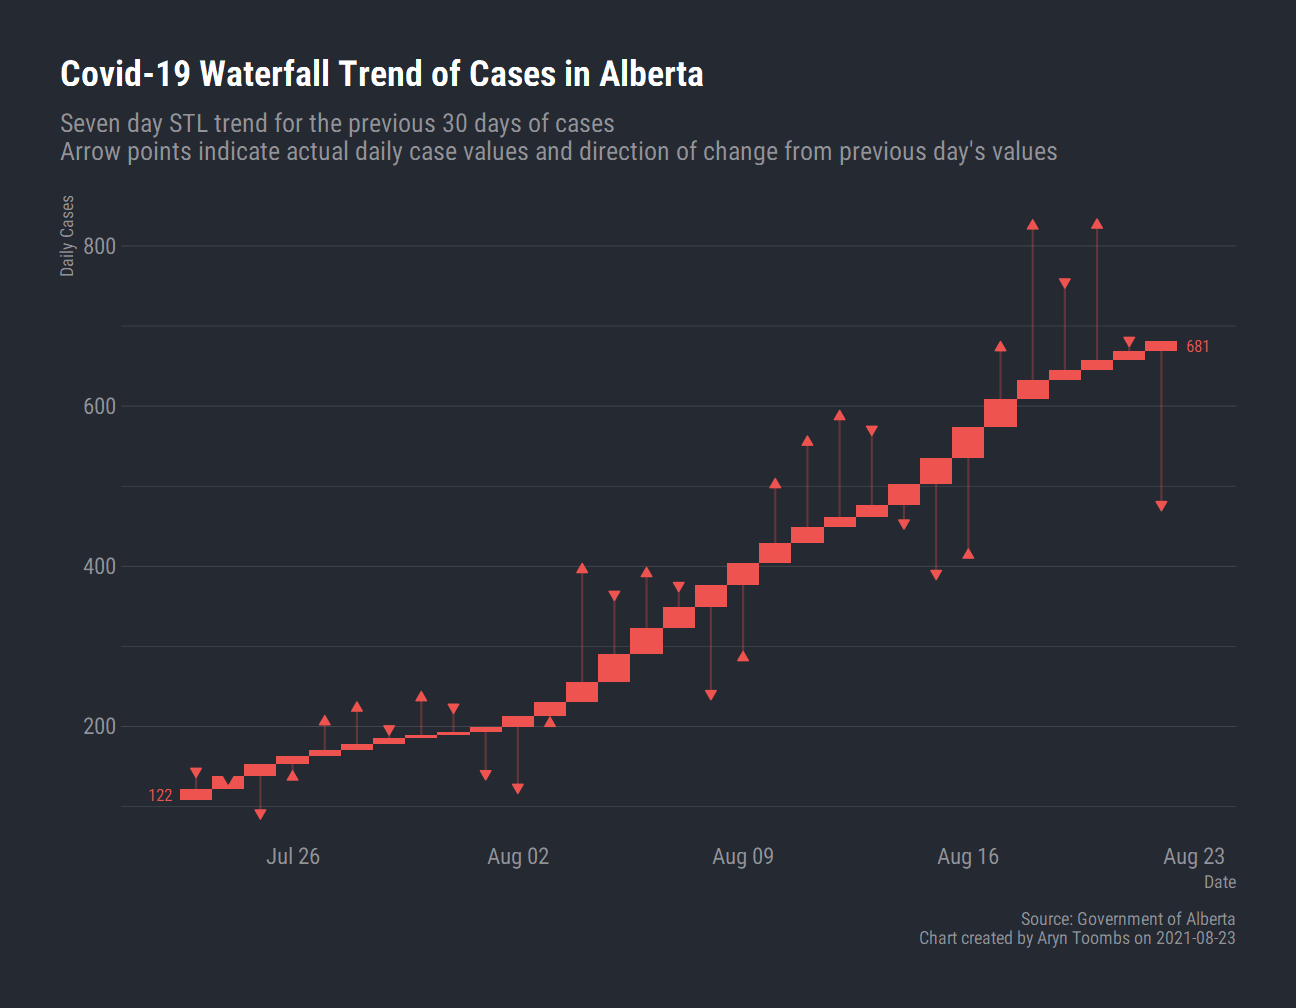 Covid-19 Waterfall Trend of Cases in Alberta
Seven day STL trend for the previous 30 days of cases
Arrow points indicate actual daily case values and direction of change from previous day's values
Daily Cases
800
600
400
200
122
681
Jul 26
Aug 02
Aug 09
Aug 16
Aug 23
Date
Source: Government of Alberta
Chart created by Aryn Toombs on 2021-08-23